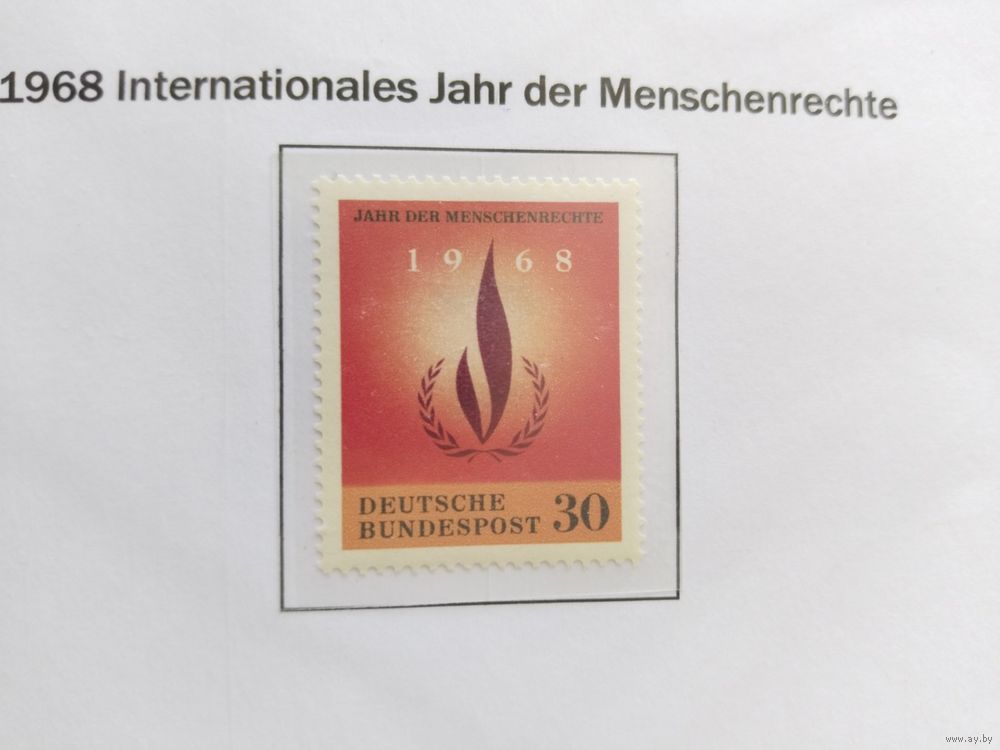 1968 Internationales Jahr der Menschenrechte
JAHR DER MENSCHENRECHTE
1968
DEUTSCHE
BUNDESPOST 30
www.ay.by